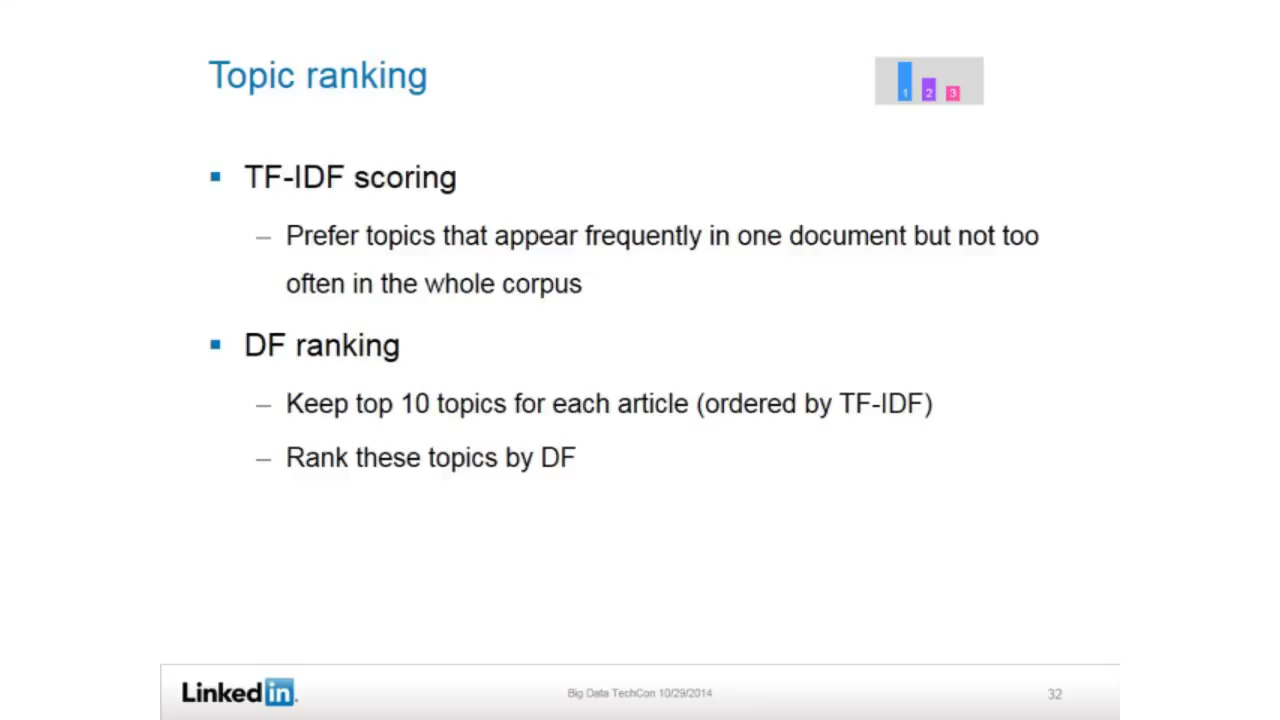 Topic ranking
1 2 3
TF-IDF scoring
– Prefer topics that appear frequently in one document but not too
often in the whole corpus
DF ranking
– Keep top 10 topics for each article (ordered by TF-IDF)
– Rank these topics by DF
Linked in.
Big Data TechCon 10/29/2014
32